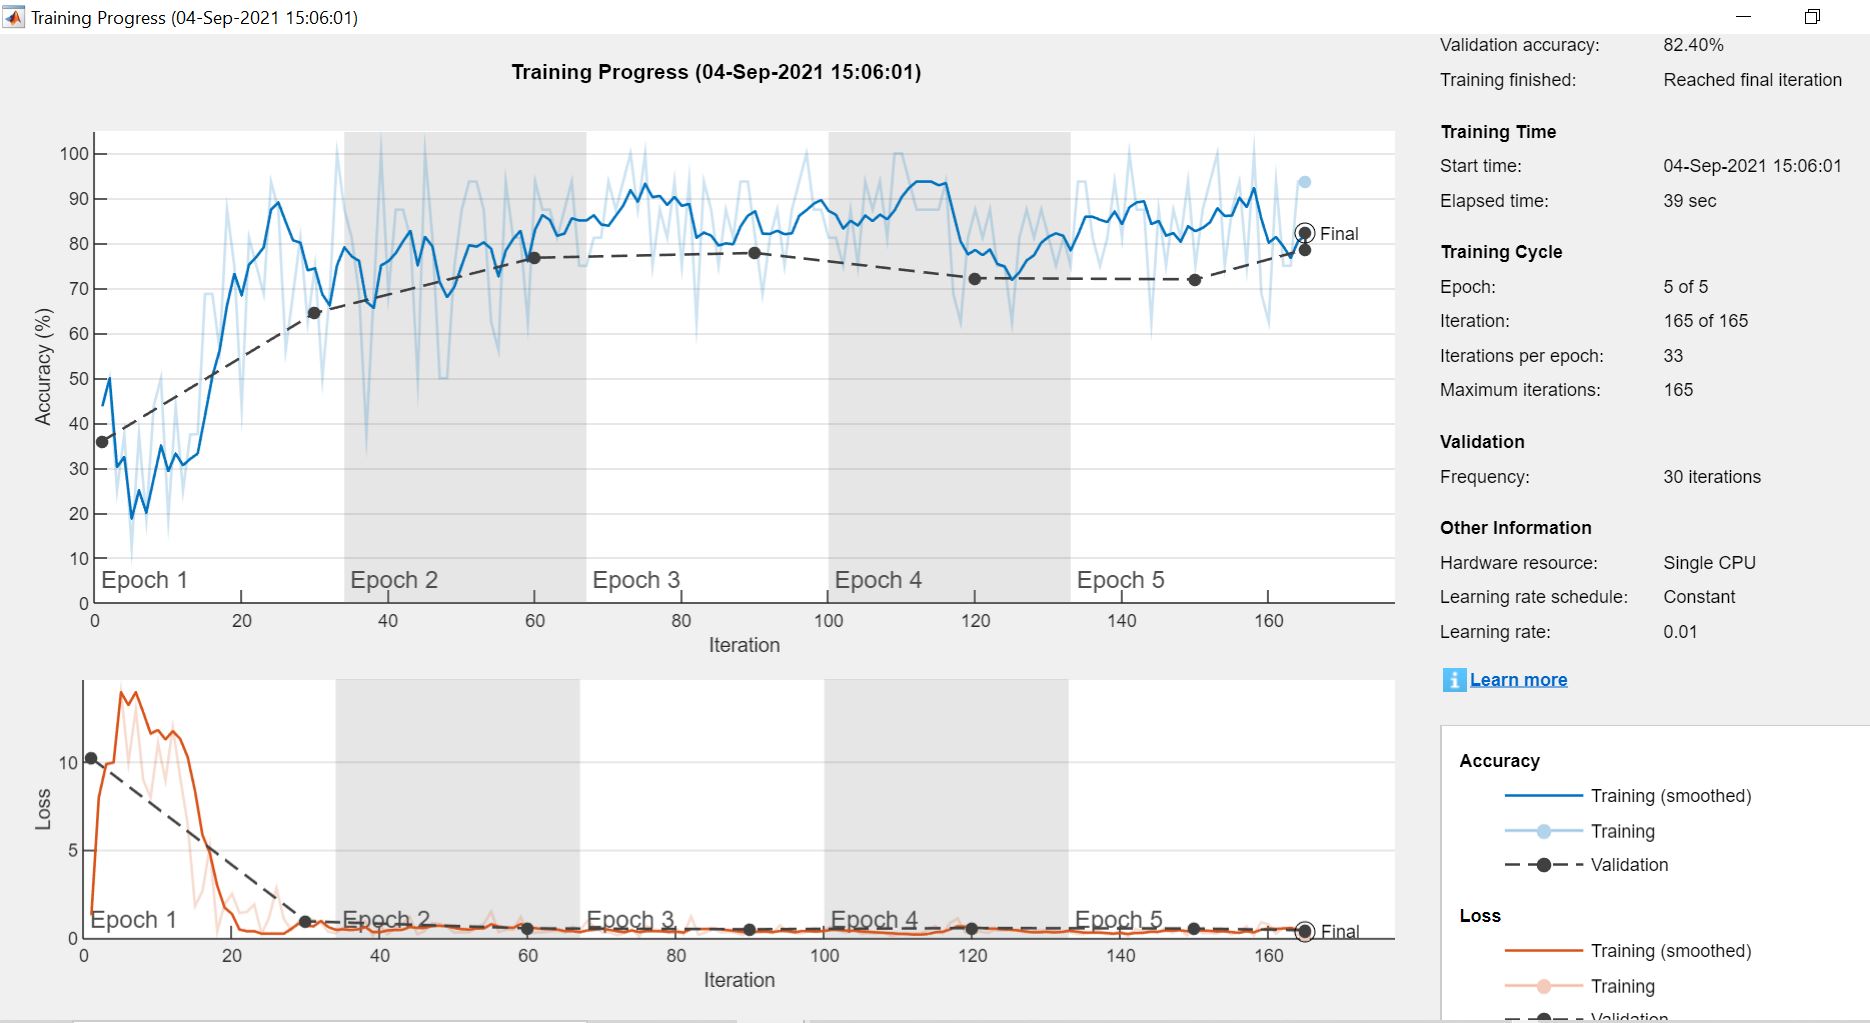 Training Progress (04-Sep-2021 15:06:01)
Training Progress (04-Sep-2021 15:06:01)
100
90
80
70
60
50
40
30
20
10
0
Accuracy (%)
Final
Epoch 1
Epoch 2
Epoch 3
Epoch 4
Epoch 5
0 20 40 60 80 100 120 140 160
Iteration
10
5
0
Loss
Epoch 1
Epoch 2
Epoch 3
Epoch 4
Epoch 5
Final
0 20 40 60 80 100 120 140 160
Iteration
Validation accuracy: 82.40%
Training finished: Reached final iteration
Training Time
Start time: 04-Sep-2021 15:06:01
Elapsed time: 39 sec
Training Cycle
Epoch: 5 of 5
Iteration: 165 of 165
Iterations per epoch: 33
Maximum iterations: 165
Validation
Frequency: 30 iterations
Other Information
Hardware resource: Single CPU
Learning rate schedule: Constant
Learning rate: 0.01
i Learn more
Accuracy
Training (smoothed)
Training
Validation
Loss
Training (smoothed)
Training
Validation